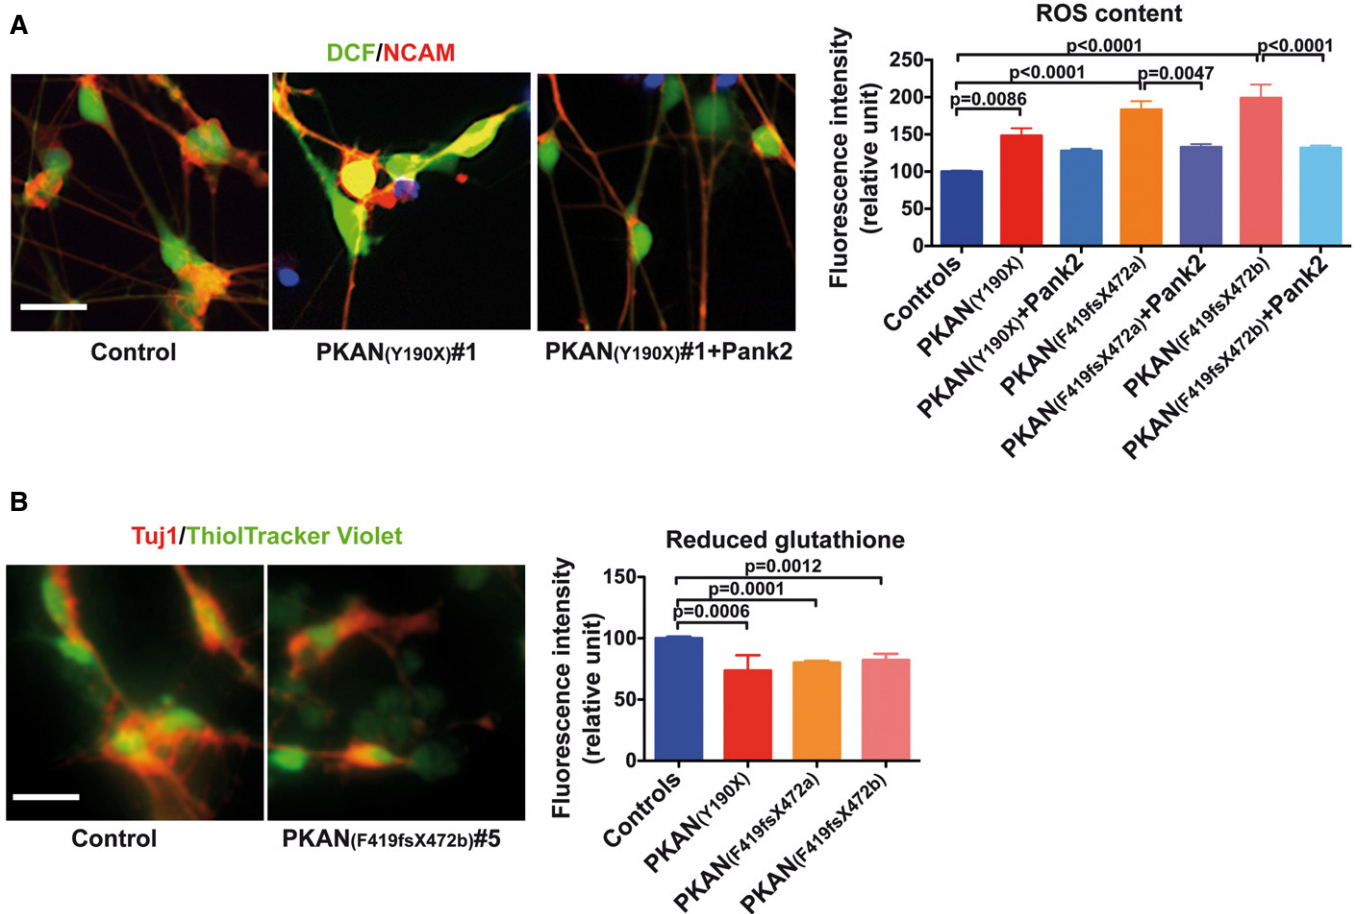 A
DCF/NCAM
Control
PKAN(Y190X)#1
PKAN(Y190X)#1+Pank2
ROS content
p<0.0001
p<0.0001
p<0.0001
p=0.0047
p=0.0086
Fluorescence intensity
(relative unit)
250
200
150
100
50
0
Controls
PKAN(Y190X)
PKAN(Y190X)+Pank2
PKAN(F419fsX472a)
PKAN(F419fsX472a)+Pank2
PKAN(F419fsX472b)
PKAN(F419fsX472b)+Pank2
B
Tuj1/ThiolTracker Violet
Control
PKAN(F419fsX472b)#5
Reduced glutathione
p=0.0012
p=0.0001
p=0.0006
Fluorescence intensity
(relative unit)
150
100
50
0
Controls
PKAN(Y190X)
PKAN(F419fsX472a)
PKAN(F419fsX472b)